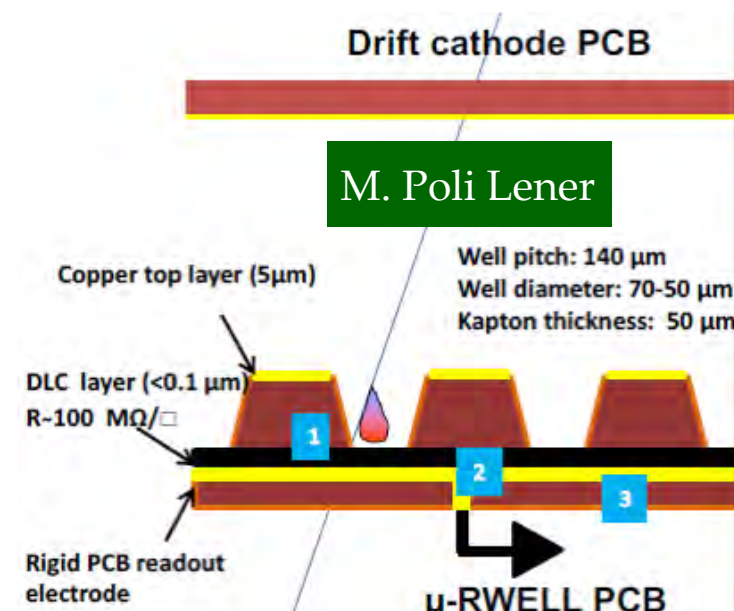 Drift cathode PCB
M. Poli Lener
Well pitch: 140 µm
Well diameter: 70-50 µm
Kapton thickness: 50 µm
Copper top layer (5µm)
DLC layer (<0.1 µm)
R~100 MΩ/□
1
2
3
Rigid PCB readout
electrode
µ-RWELL PCB